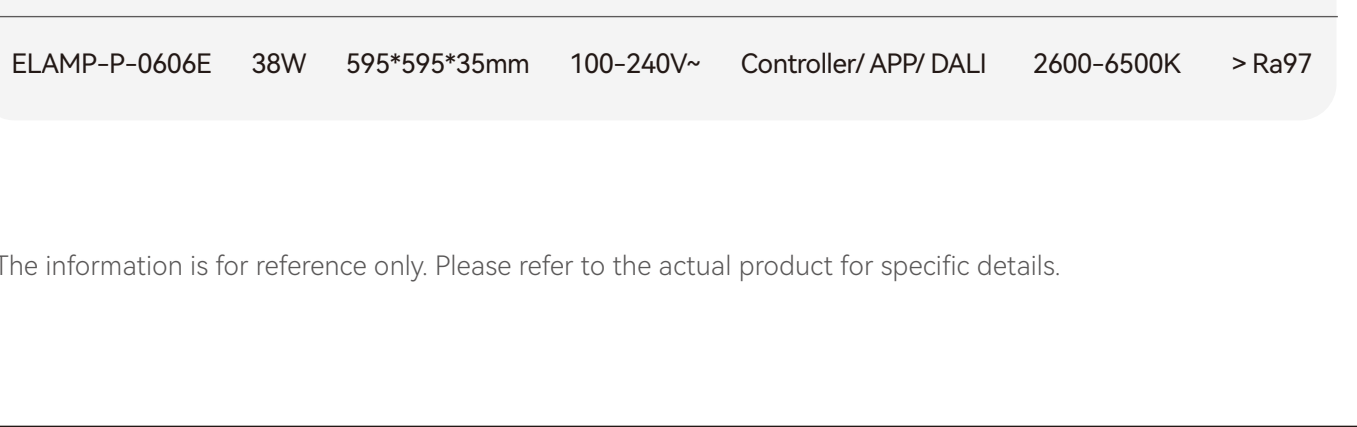 ELAMP-P-0606E 38W 595*595*35mm 100-240V~ Controller/ APP/ DALI 2600-6500K > Ra97
The information is for reference only. Please refer to the actual product for specific details.